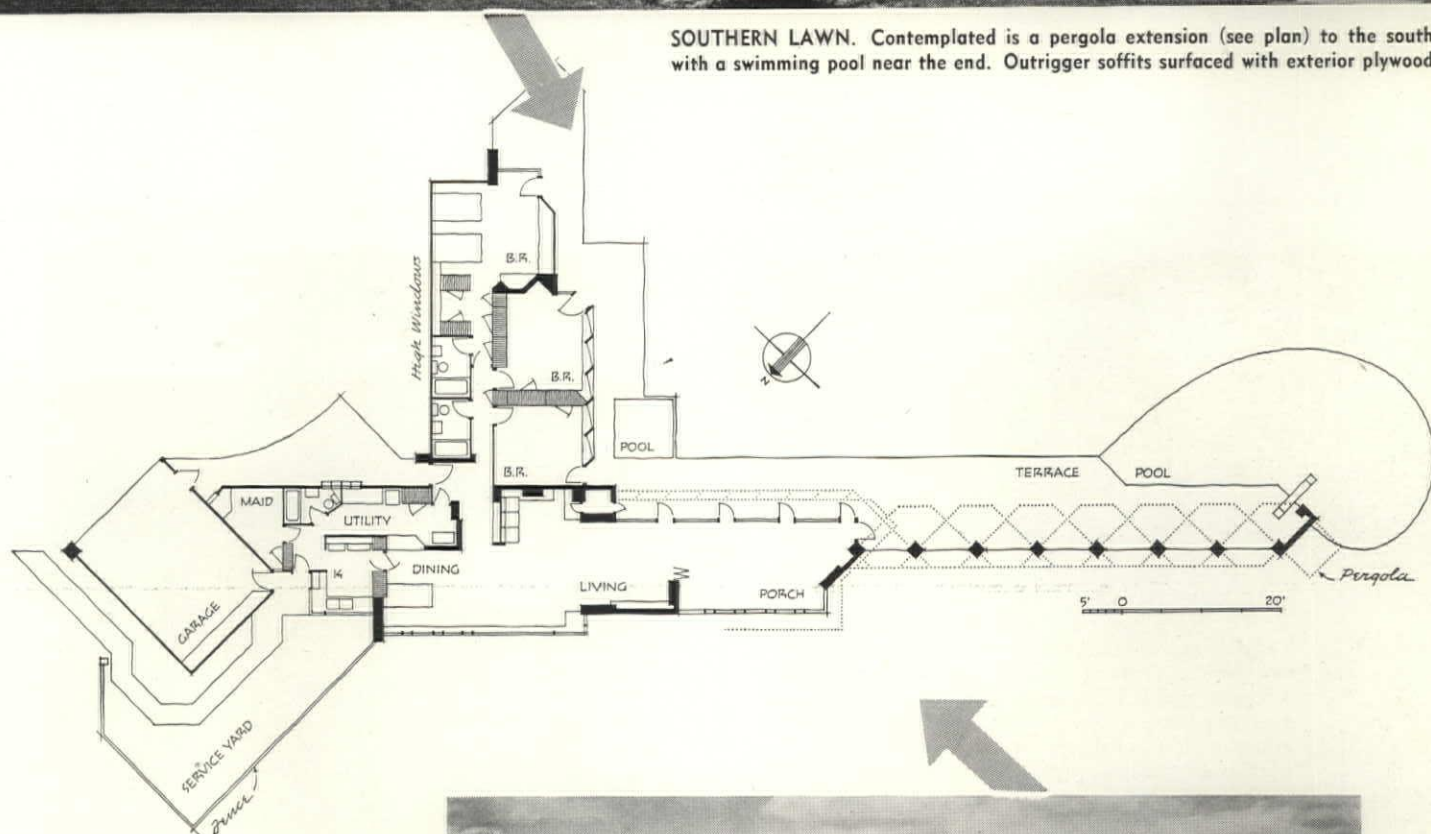 SOUTHERN LAWN. Contemplated is a pergola extension (see plan) to the south
with a swimming pool near the end. Outrigger soffits surfaced with exterior plywood
High Windows
B.R.
B.R.
B.R.
N
POOL
TERRACE
POOL
MAID
UTILITY
K
DINING
LIVING
PORCH
Pergola
5' 0 20'
GARAGE
SERVICE YARD
Fence